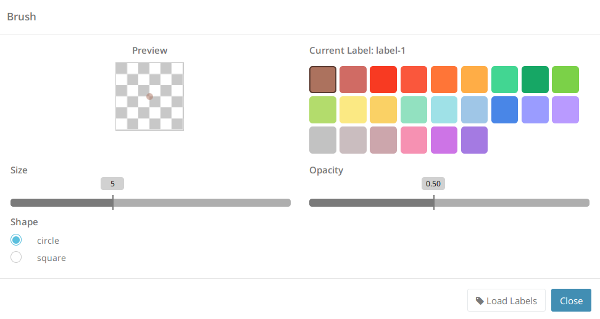 Brush
Preview
Current Label: label-1
Size
Opacity
5
0.50
Shape
circle
square
Load Labels
Close